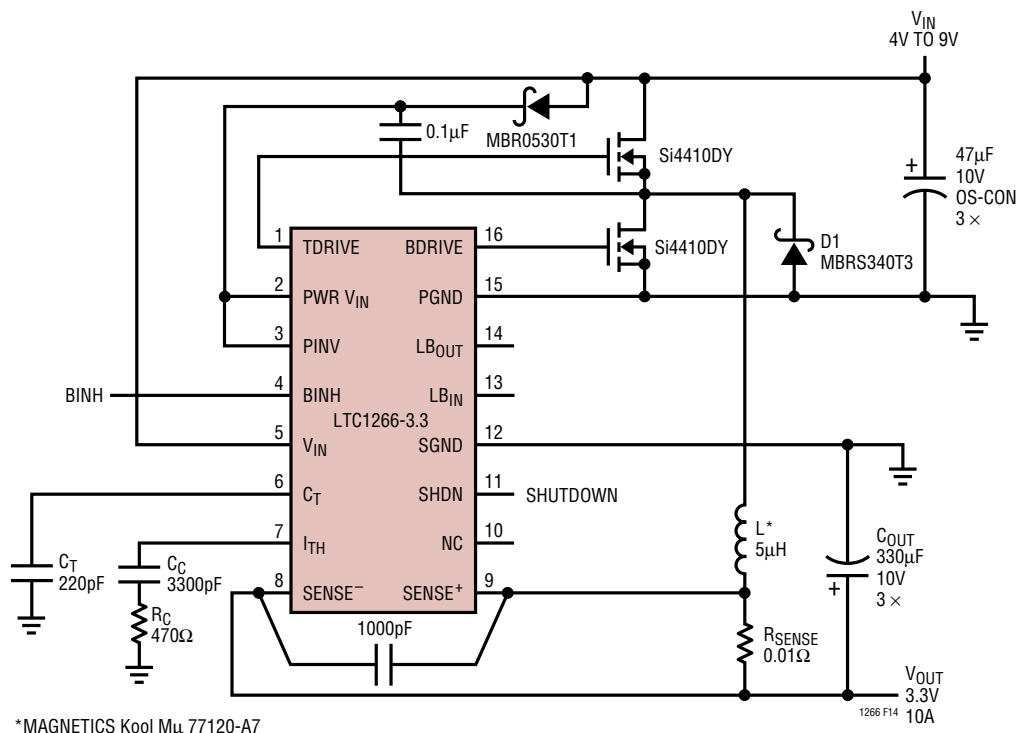 V_IN
4V TO 9V
0.1µF
MBR0530T1
Si4410DY
47µF
10V
OS-CON
3 ×
+
D1
MBRS340T3
Si4410DY
1 TDRIVE
BDRIVE 16
2 PWR V_IN
PGND 15
3 PINV
LB_OUT 14
BINH
4 BINH
LB_IN 13
LTC1266-3.3
5 V_IN
SGND 12
6 C_T
SHDN 11
SHUTDOWN
7 I_TH
NC 10
8 SENSE⁻
SENSE⁺ 9
C_T
220pF
C_C
3300pF
R_C
470Ω
1000pF
L*
5µH
C_OUT
330µF
10V
3 ×
+
R_SENSE
0.01Ω
V_OUT
3.3V
10A
1266 F14
*MAGNETICS Kool Mµ 77120-A7